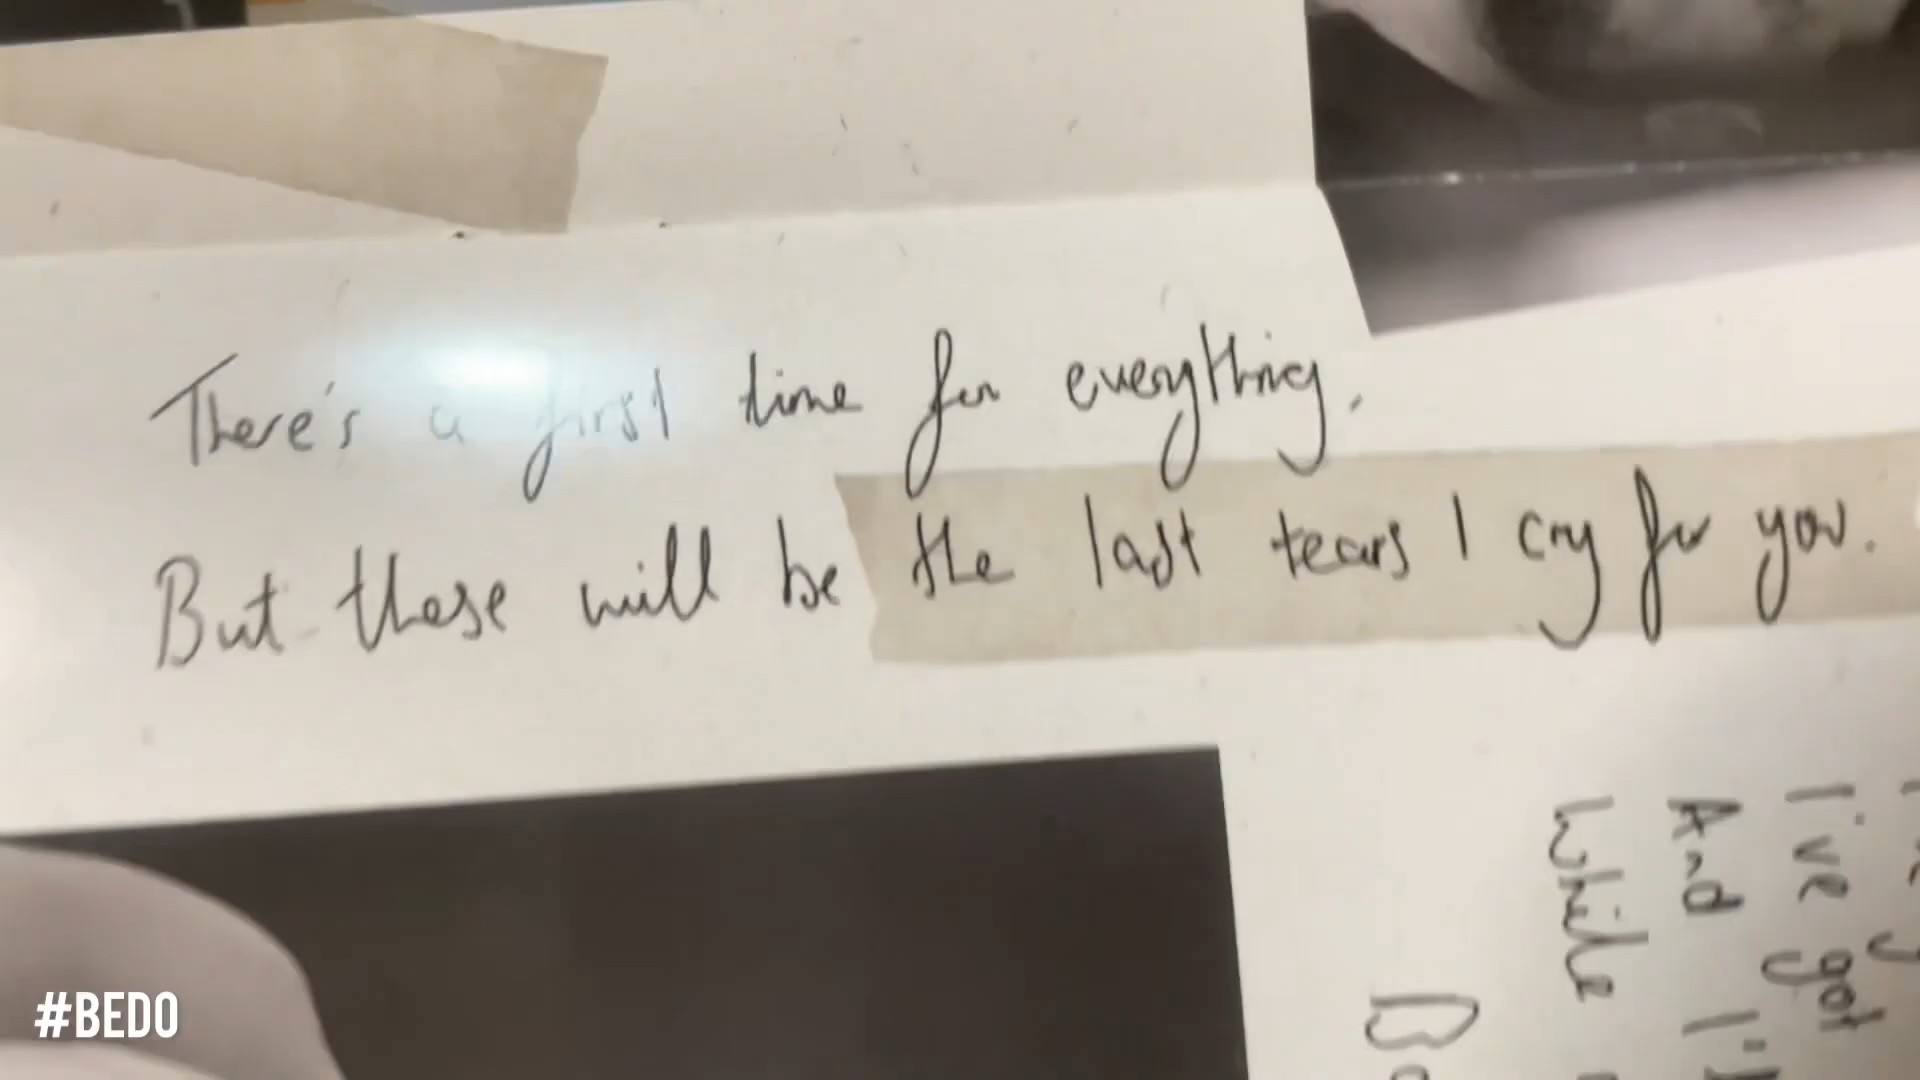 There's a first time for everything.
But these will be the last tears I cry for you.
I've got
And I'll
While
#BEDO